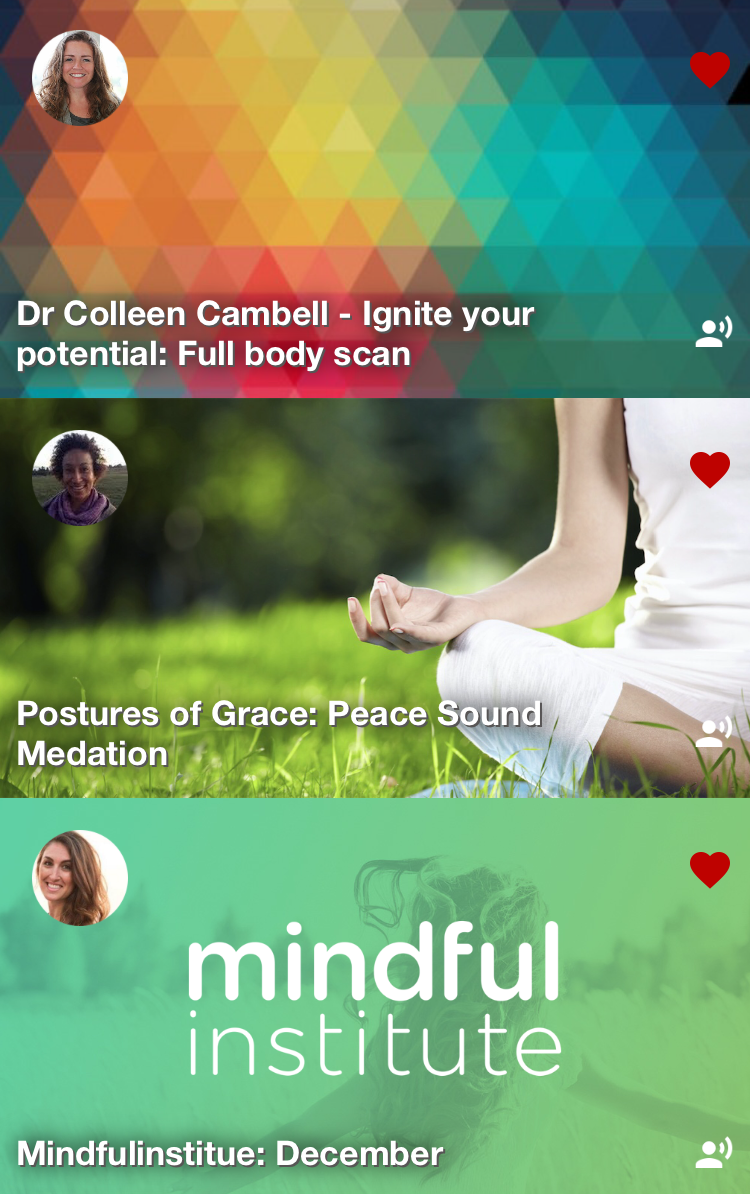 Dr Colleen Cambell - Ignite your
potential: Full body scan
Postures of Grace: Peace Sound
Medation
mindful
institute
Mindfulinstitue: December